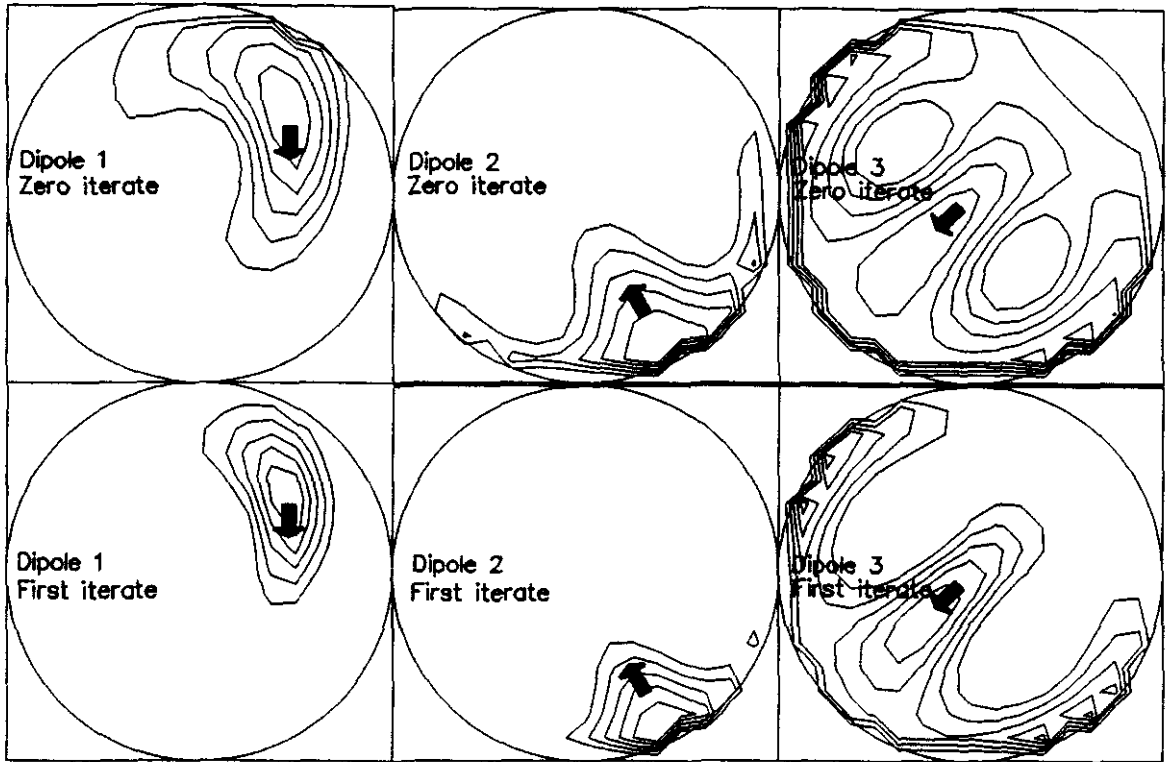 Dipole 1
Zero iterate
Dipole 2
Zero iterate
Dipole 3
Zero iterate
Dipole 1
First iterate
Dipole 2
First iterate
Dipole 3
First iterate